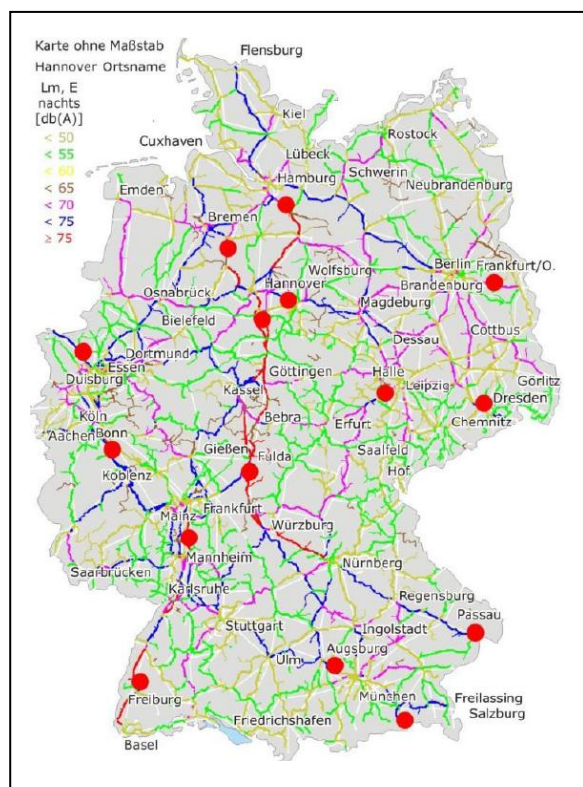 Karte ohne Maßstab
Hannover Ortsname
Lm, E
nachts
[db(A)]
< 50
< 55
< 60
< 65
< 70
< 75
≥ 75
Flensburg
Kiel
Cuxhaven
Rostock
Lübeck
Hamburg
Schwerin
Emden
Neubrandenburg
Bremen
Wolfsburg
Berlin
Frankfurt/O.
Hannover
Brandenburg
Osnabrück
Magdeburg
Bielefeld
Dessau
Cottbus
Dortmund
Essen
Duisburg
Göttingen
Halle
Leipzig
Görlitz
Kassel
Dresden
Köln
Bebra
Erfurt
Chemnitz
Aachen
Bonn
Gießen
Fulda
Saalfeld
Hof
Koblenz
Frankfurt
Mainz
Würzburg
Mannheim
Nürnberg
Saarbrücken
Karlsruhe
Regensburg
Passau
Stuttgart
Ingolstadt
Ulm
Augsburg
München
Freiburg
Freilassing
Salzburg
Friedrichshafen
Basel